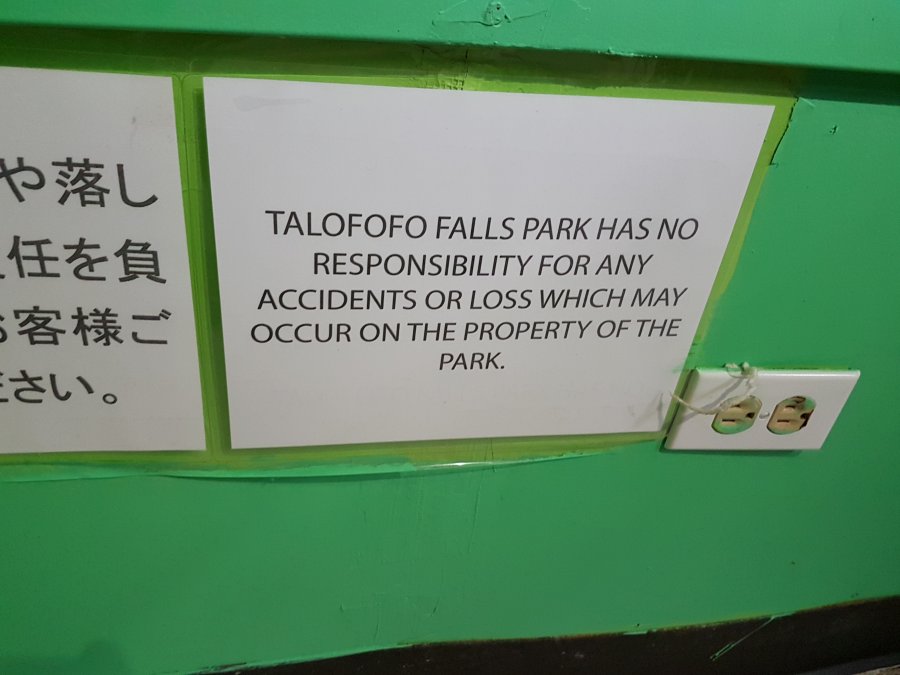 や落し
任を負
客様ご
さい。
TALOFOFO FALLS PARK HAS NO
RESPONSIBILITY FOR ANY
ACCIDENTS OR LOSS WHICH MAY
OCCUR ON THE PROPERTY OF THE
PARK.